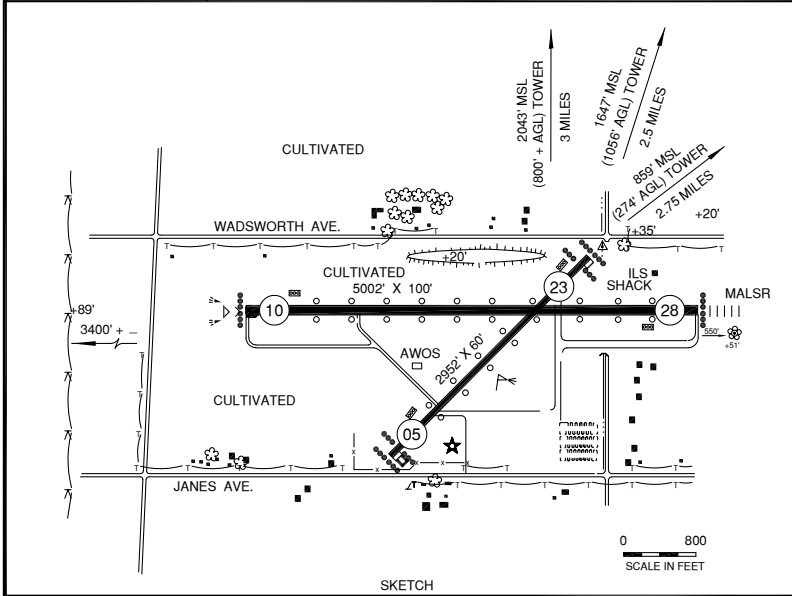 2043' MSL
(800' + AGL) TOWER
3 MILES
1647' MSL
(1056' AGL) TOWER
2.5 MILES
859' MSL
(274' AGL) TOWER
2.75 MILES
CULTIVATED
+20'
+35'
WADSWORTH AVE.
+20'
23
CULTIVATED
5002' X 100'
ILS
SHACK
MALSR
+89'
3400' + -
10
28
550'
+51'
AWOS
2952' X 60'
CULTIVATED
05
JANES AVE.
0 800
SCALE IN FEET
SKETCH